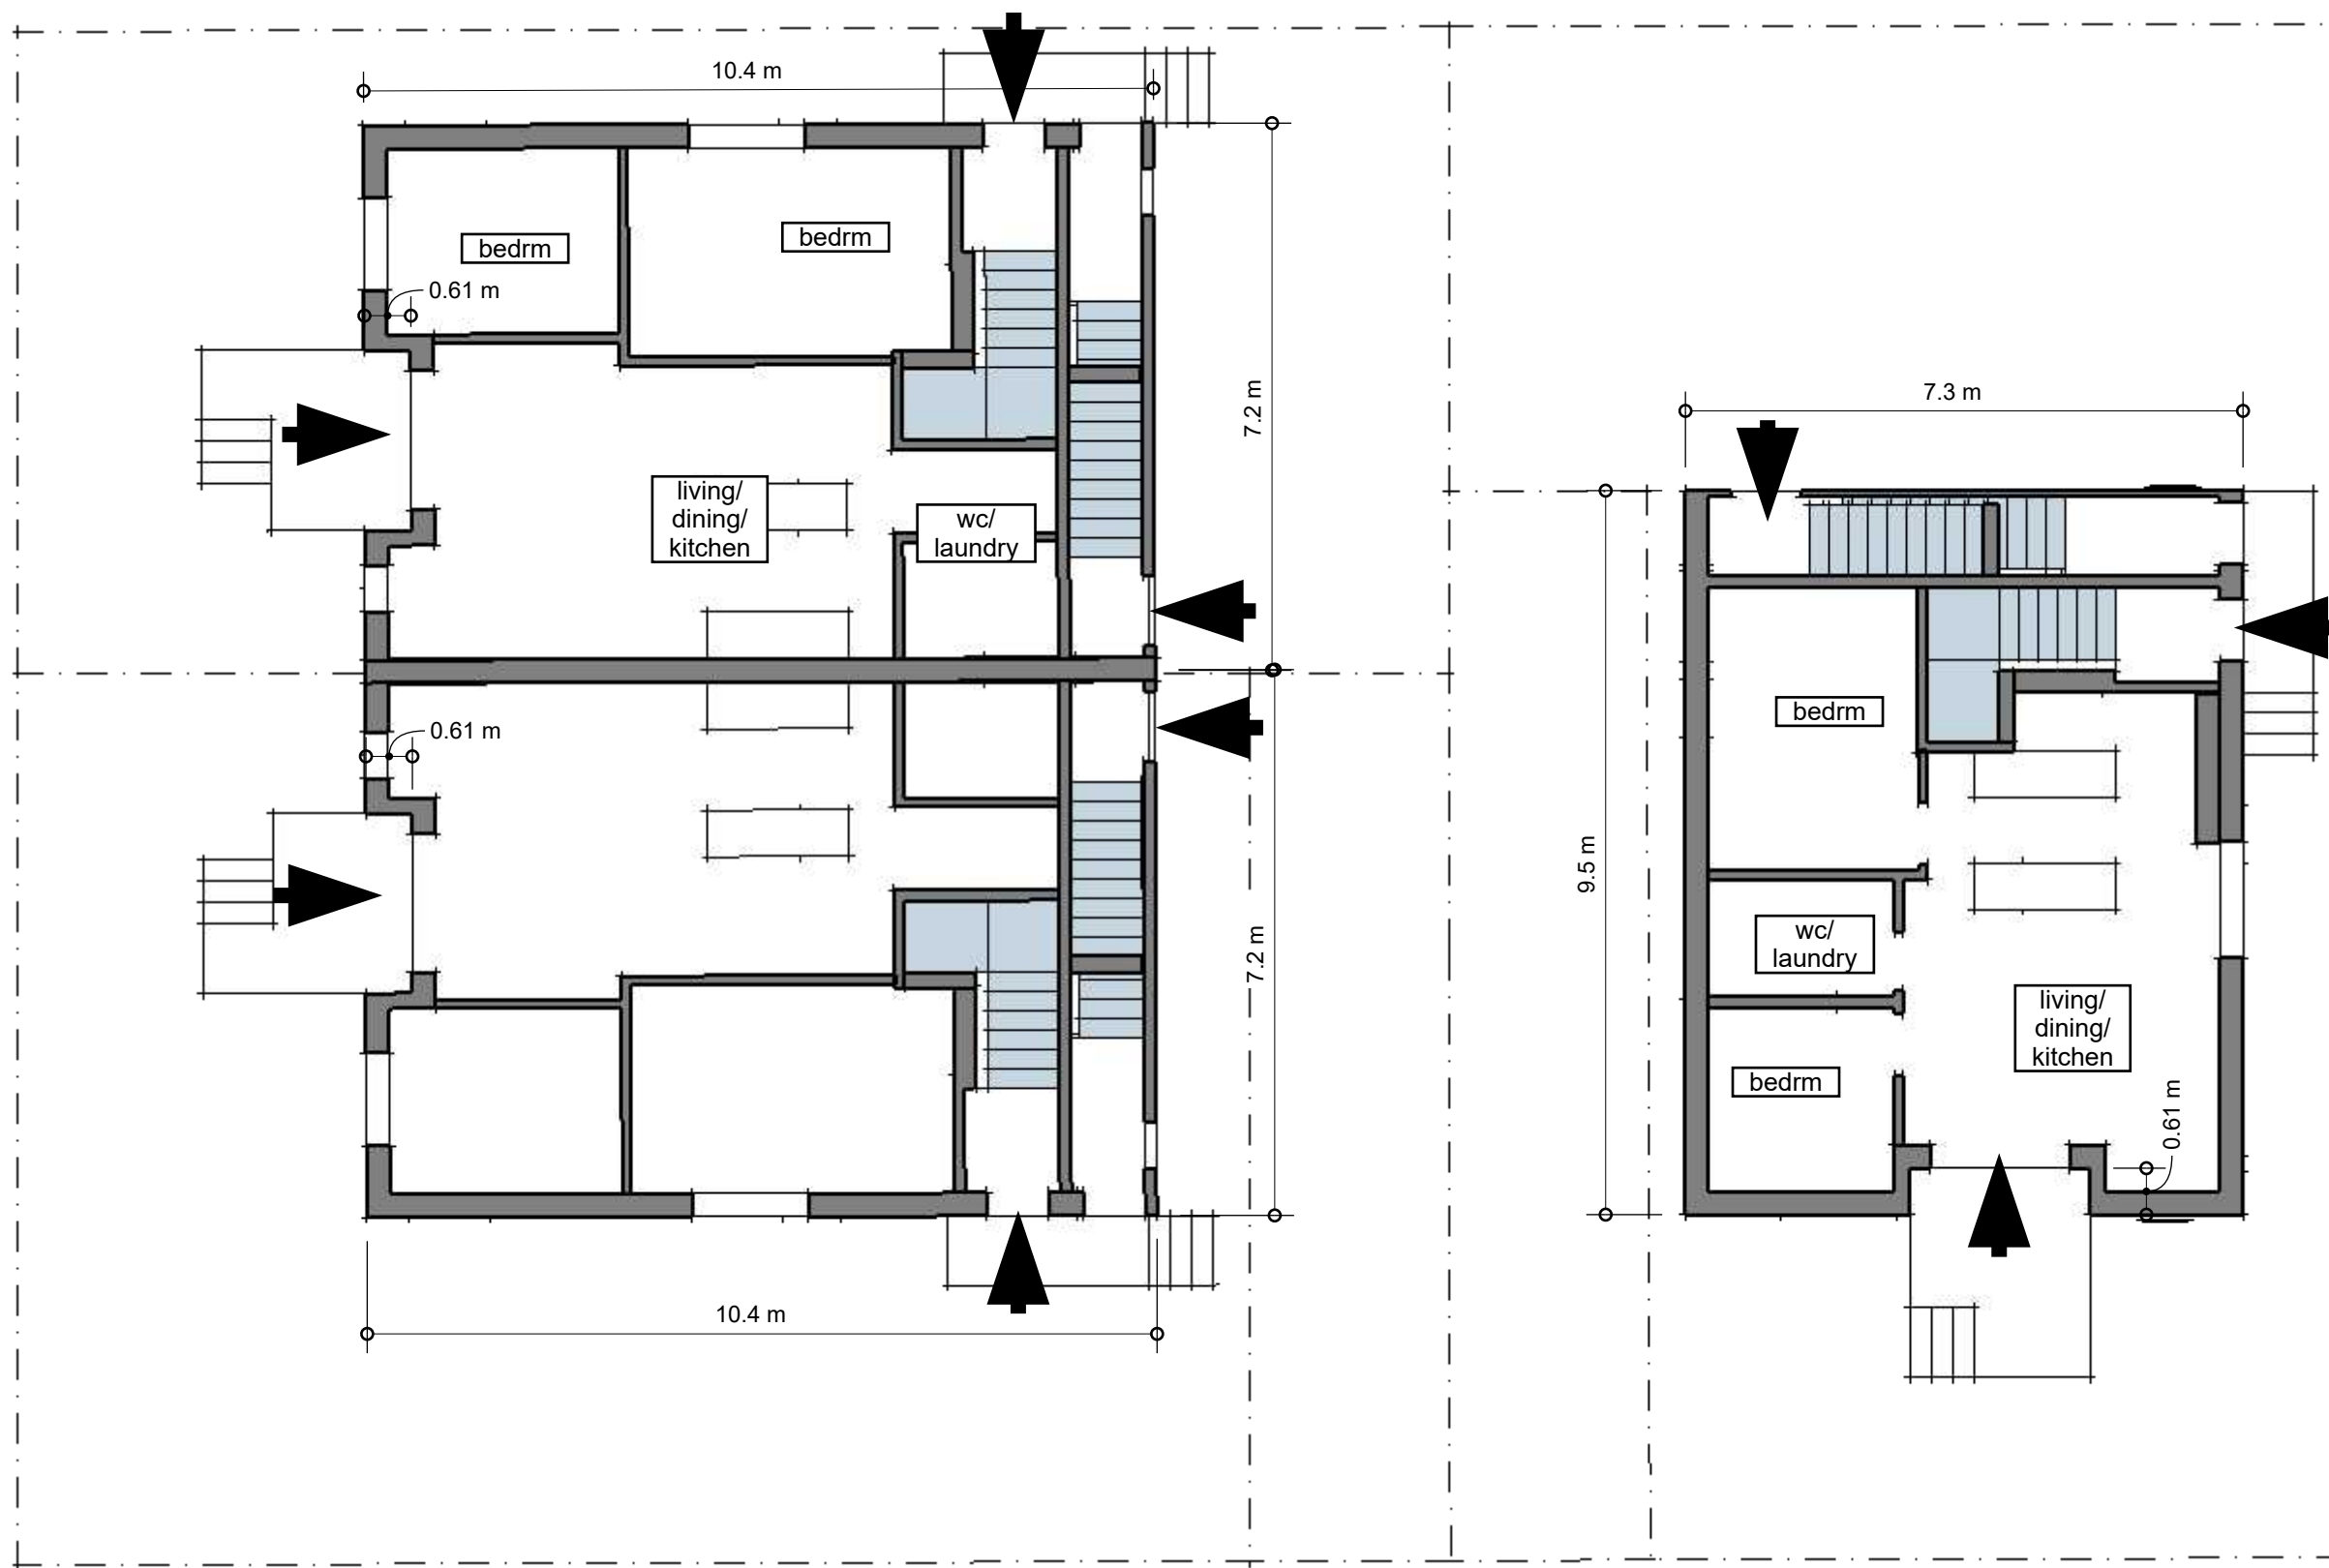 10.4 m
bedrm
bedrm
0.61 m
7.2 m
living/
dining/
kitchen
wc/
laundry
0.61 m
7.2 m
10.4 m
7.3 m
9.5 m
bedrm
wc/
laundry
living/
dining/
kitchen
bedrm
0.61 m